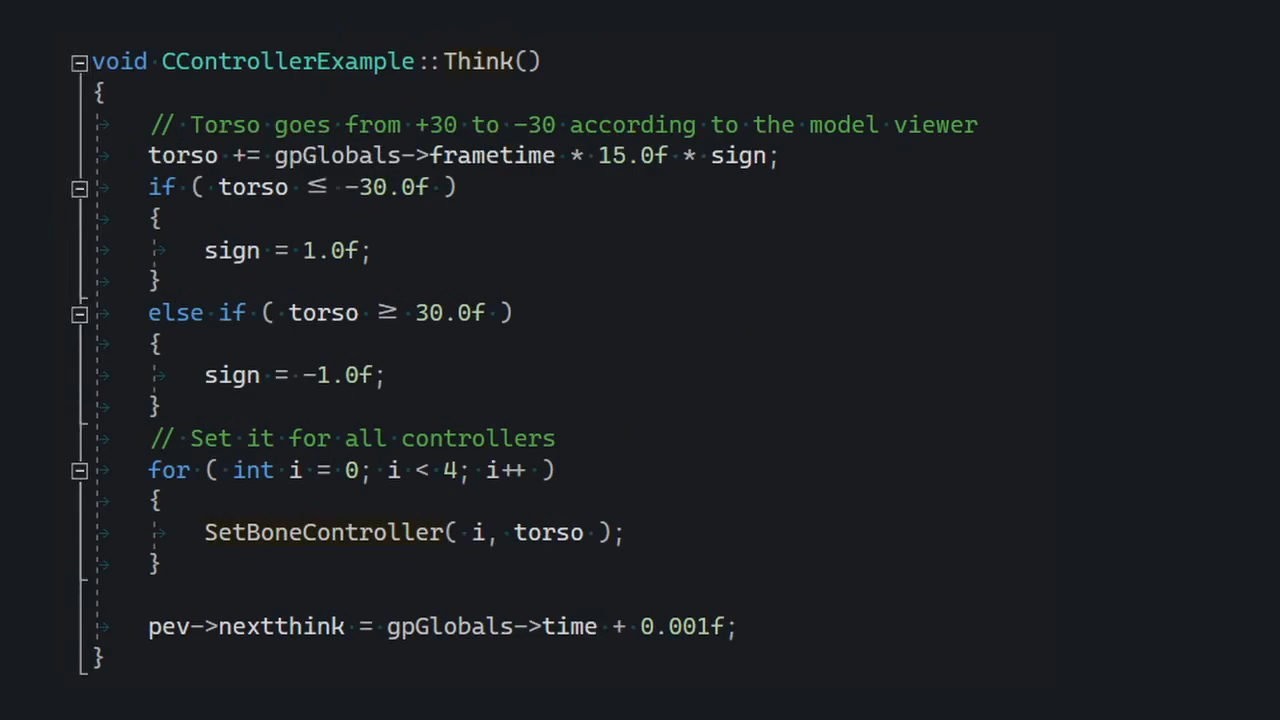 void CControllerExample::Think()
{
// Torso goes from +30 to -30 according to the model viewer
torso += gpGlobals->frametime * 15.0f * sign;
if ( torso ≤ -30.0f )
{
sign = 1.0f;
}
else if ( torso ≥ 30.0f )
{
sign = -1.0f;
}
// Set it for all controllers
for ( int i = 0; i < 4; i++ )
{
SetBoneController( i, torso );
}
pev->nextthink = gpGlobals->time + 0.001f;
}